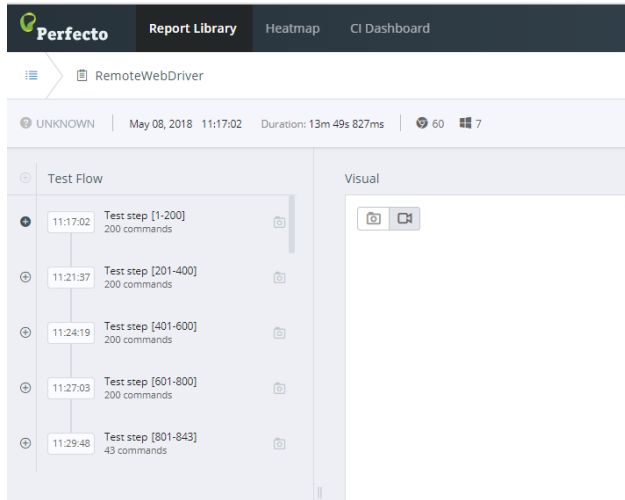 Perfecto Report Library Heatmap CI Dashboard
RemoteWebDriver
UNKNOWN May 08, 2018 11:17:02 Duration: 13m 49s 827ms 60 7
Test Flow
Visual
11:17:02 Test step [1-200]
200 commands
11:21:37 Test step [201-400]
200 commands
11:24:19 Test step [401-600]
200 commands
11:27:03 Test step [601-800]
200 commands
11:29:48 Test step [801-843]
43 commands